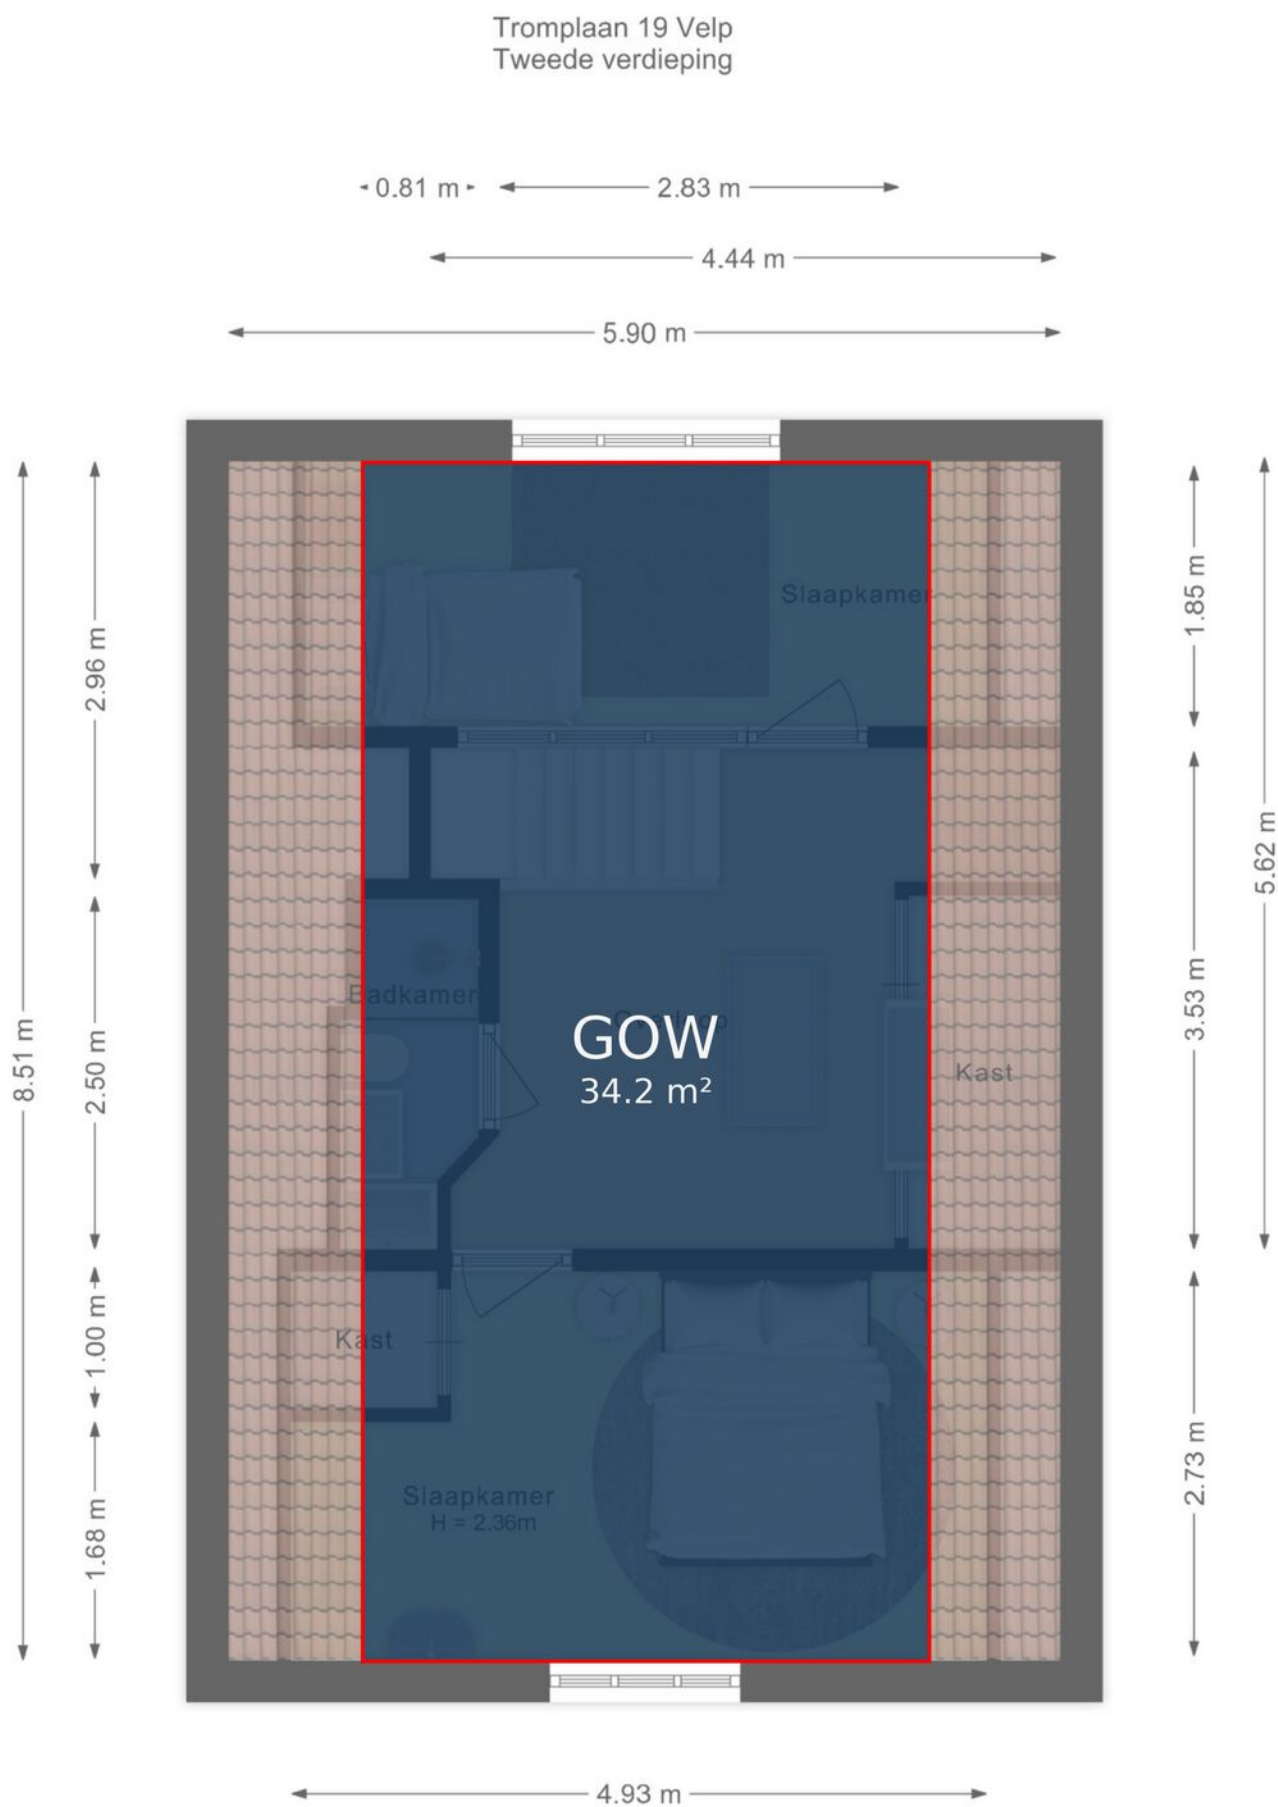 Tromplaan 19 Velp
Tweede verdieping
0.81 m
2.83 m
4.44 m
5.90 m
Slaapkamer
1.85 m
2.96 m
5.62 m
Badkamer
Overloop
GOW
34.2 m²
Kast
3.53 m
2.50 m
8.51 m
1.00 m
Kast
Slaapkamer
H = 2.36m
2.73 m
1.68 m
4.93 m